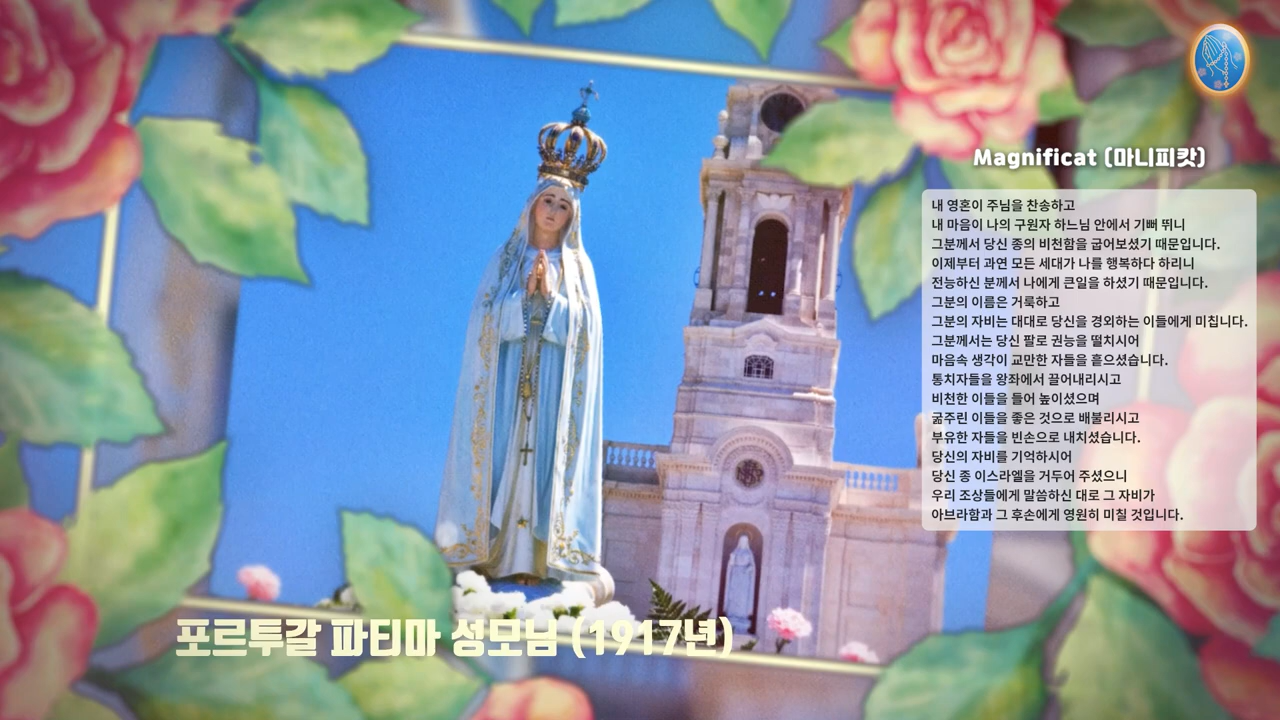 Magnificat (마니피캇)
내 영혼이 주님을 찬송하고
내 마음이 나의 구원자 하느님 안에서 기뻐 뛰니
그분께서 당신 종의 비천함을 굽어보셨기 때문입니다.
이제부터 과연 모든 세대가 나를 행복하다 하리니
전능하신 분께서 나에게 큰일을 하셨기 때문입니다.
그분의 이름은 거룩하고
그분의 자비는 대대로 당신을 경외하는 이들에게 미칩니다.
그분께서는 당신 팔로 권능을 떨치시어
마음속 생각이 교만한 자들을 흩으셨습니다.
통치자들을 왕좌에서 끌어내리시고
비천한 이들을 들어 높이셨으며
굶주린 이들을 좋은 것으로 배불리시고
부유한 자들을 빈손으로 내치셨습니다.
당신의 자비를 기억하시어
당신 종 이스라엘을 거두어 주셨으니
우리 조상들에게 말씀하신 대로 그 자비가
아브라함과 그 후손에게 영원히 미칠 것입니다.
포르투갈 파티마 성모님 (1917년)